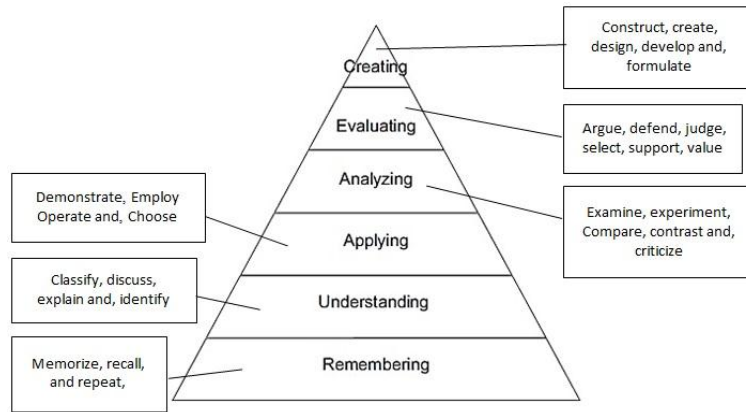 Construct, create,
design, develop and,
formulate
Creating
Evaluating
Argue, defend, judge,
select, support, value
Analyzing
Demonstrate, Employ
Operate and, Choose
Examine, experiment,
Compare, contrast and,
criticize
Applying
Classify, discuss,
explain and, identify
Understanding
Memorize, recall,
and repeat,
Remembering